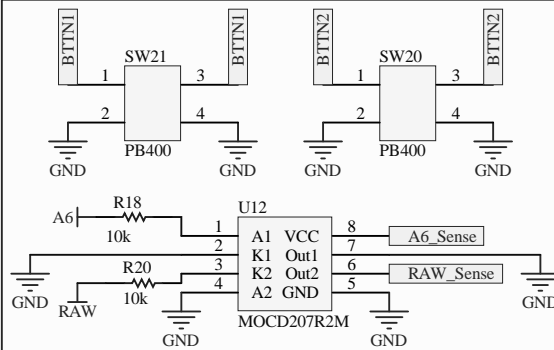 BTTN1 BTTN1 BTTN2 BTTN2
SW21 SW20
1 3 1 3
2 4 2 4
PB400 PB400
GND GND GND GND
R18 U12
A6 10k 1 A1 VCC 8 A6_Sense
2 K1 Out1 7
R20 3 K2 Out2 6 RAW_Sense
10k 4 A2 GND 5
GND RAW GND MOCD207R2M GND GND